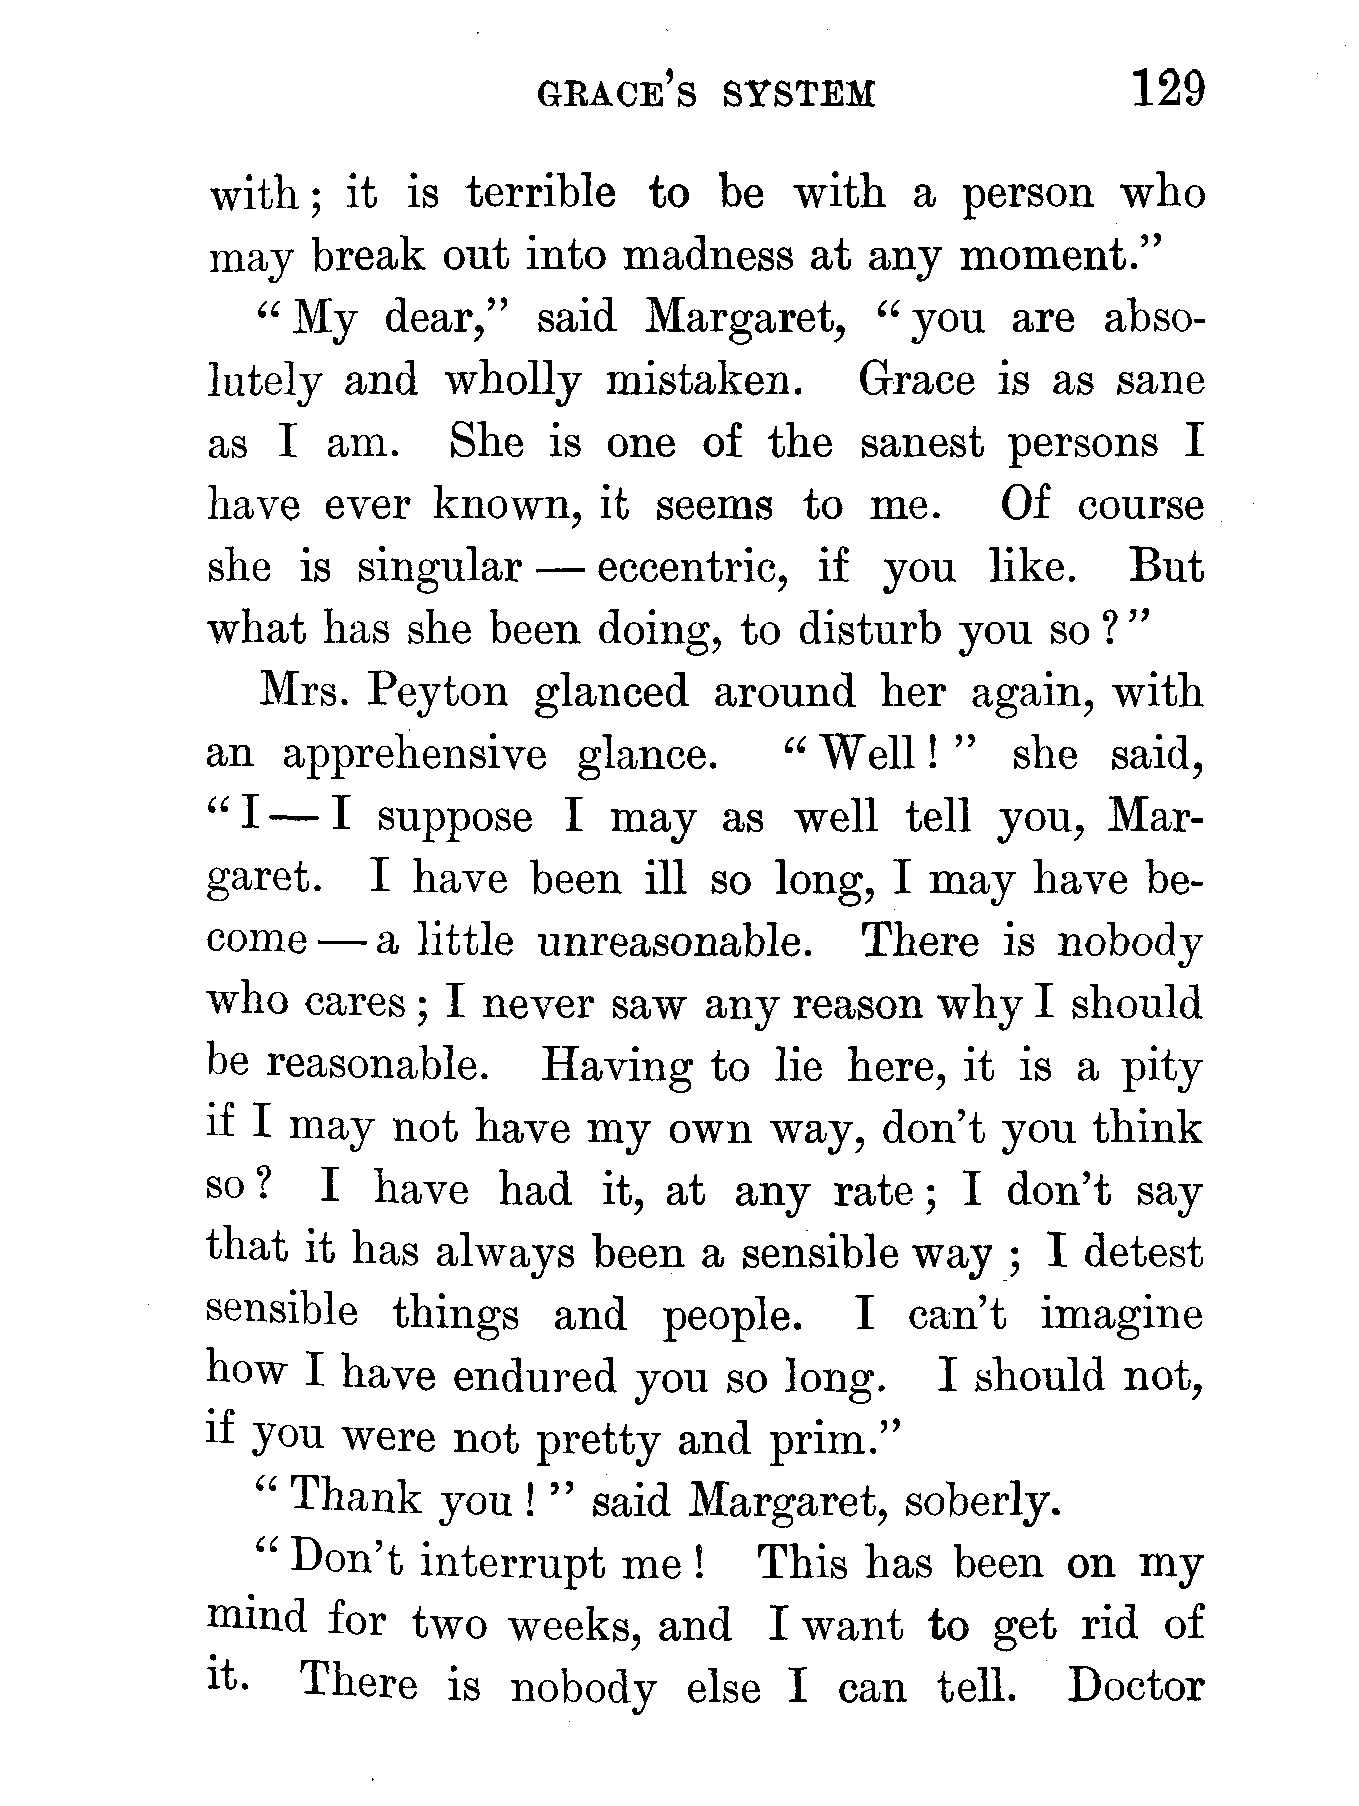 GRACE'S SYSTEM 129
with; it is terrible to be with a person who
may break out into madness at any moment."
"My dear," said Margaret, "you are abso-
lutely and wholly mistaken. Grace is as sane
as I am. She is one of the sanest persons I
have ever known, it seems to me. Of course
she is singular — eccentric, if you like. But
what has she been doing, to disturb you so?"
Mrs. Peyton glanced around her again, with
an apprehensive glance. "Well!" she said,
"I — I suppose I may as well tell you, Mar-
garet. I have been ill so long, I may have be-
come — a little unreasonable. There is nobody
who cares; I never saw any reason why I should
be reasonable. Having to lie here, it is a pity
if I may not have my own way, don't you think
so? I have had it, at any rate; I don't say
that it has always been a sensible way; I detest
sensible things and people. I can't imagine
how I have endured you so long. I should not,
if you were not pretty and prim."
"Thank you!" said Margaret, soberly.
"Don't interrupt me! This has been on my
mind for two weeks, and I want to get rid of
it. There is nobody else I can tell. Doctor